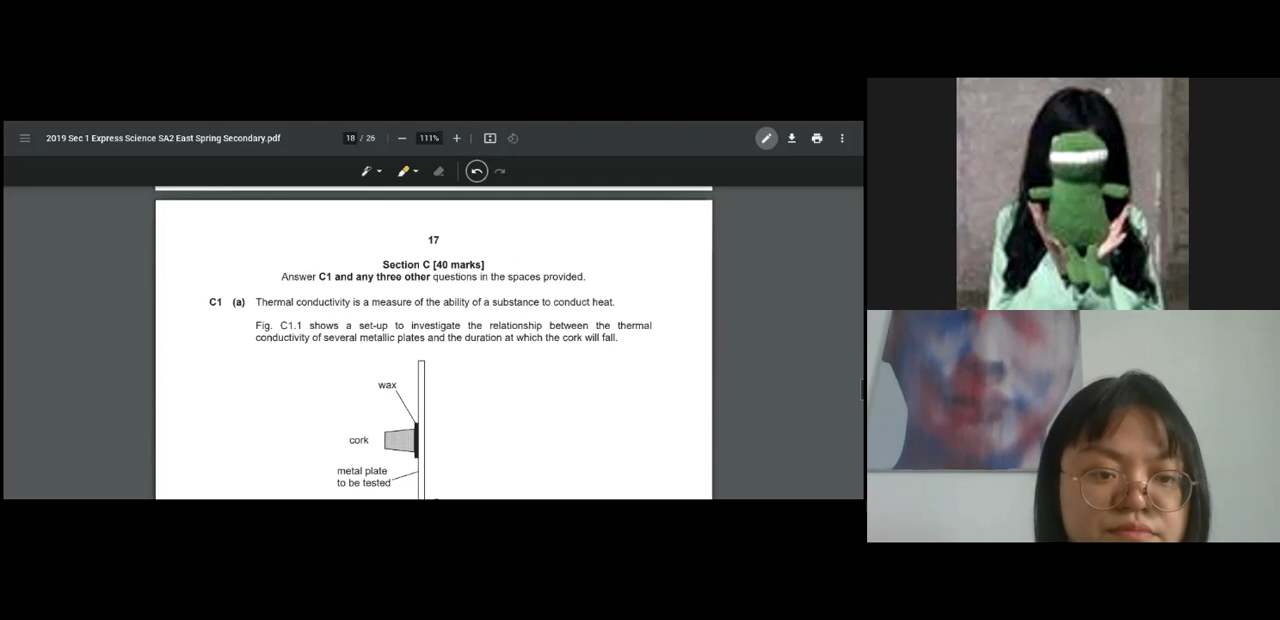 2019 Sec 1 Express Science SA2 East Spring Secondary.pdf
18 / 26
111%
17
Section C [40 marks]
Answer C1 and any three other questions in the spaces provided.
C1 (a) Thermal conductivity is a measure of the ability of a substance to conduct heat.
Fig. C1.1 shows a set-up to investigate the relationship between the thermal
conductivity of several metallic plates and the duration at which the cork will fall.
wax
cork
metal plate
to be tested